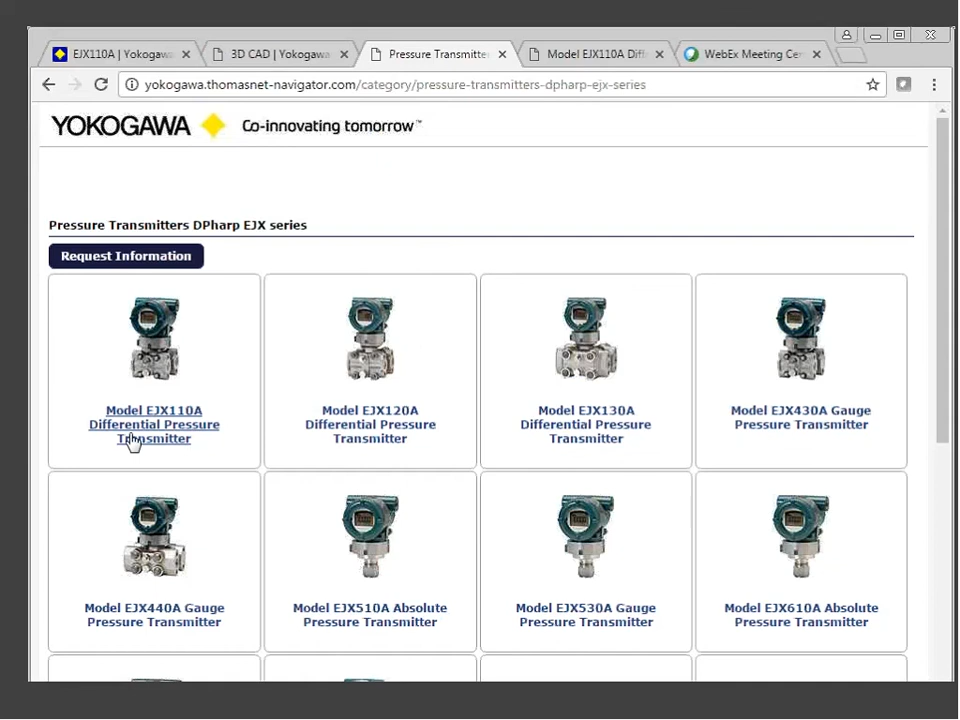 EJX110A | Yokogaw
3D CAD | Yokogawa
Pressure Transmitte
Model EJX110A Diff
WebEx Meeting Ce
yokogawa.thomasnet-navigator.com/category/pressure-transmitters-dpharp-ejx-series
YOKOGAWA Co-innovating tomorrow™
Pressure Transmitters DPharp EJX series
Request Information
Model EJX110A
Differential Pressure
Transmitter
Model EJX120A
Differential Pressure
Transmitter
Model EJX130A
Differential Pressure
Transmitter
Model EJX430A Gauge
Pressure Transmitter
Model EJX440A Gauge
Pressure Transmitter
Model EJX510A Absolute
Pressure Transmitter
Model EJX530A Gauge
Pressure Transmitter
Model EJX610A Absolute
Pressure Transmitter